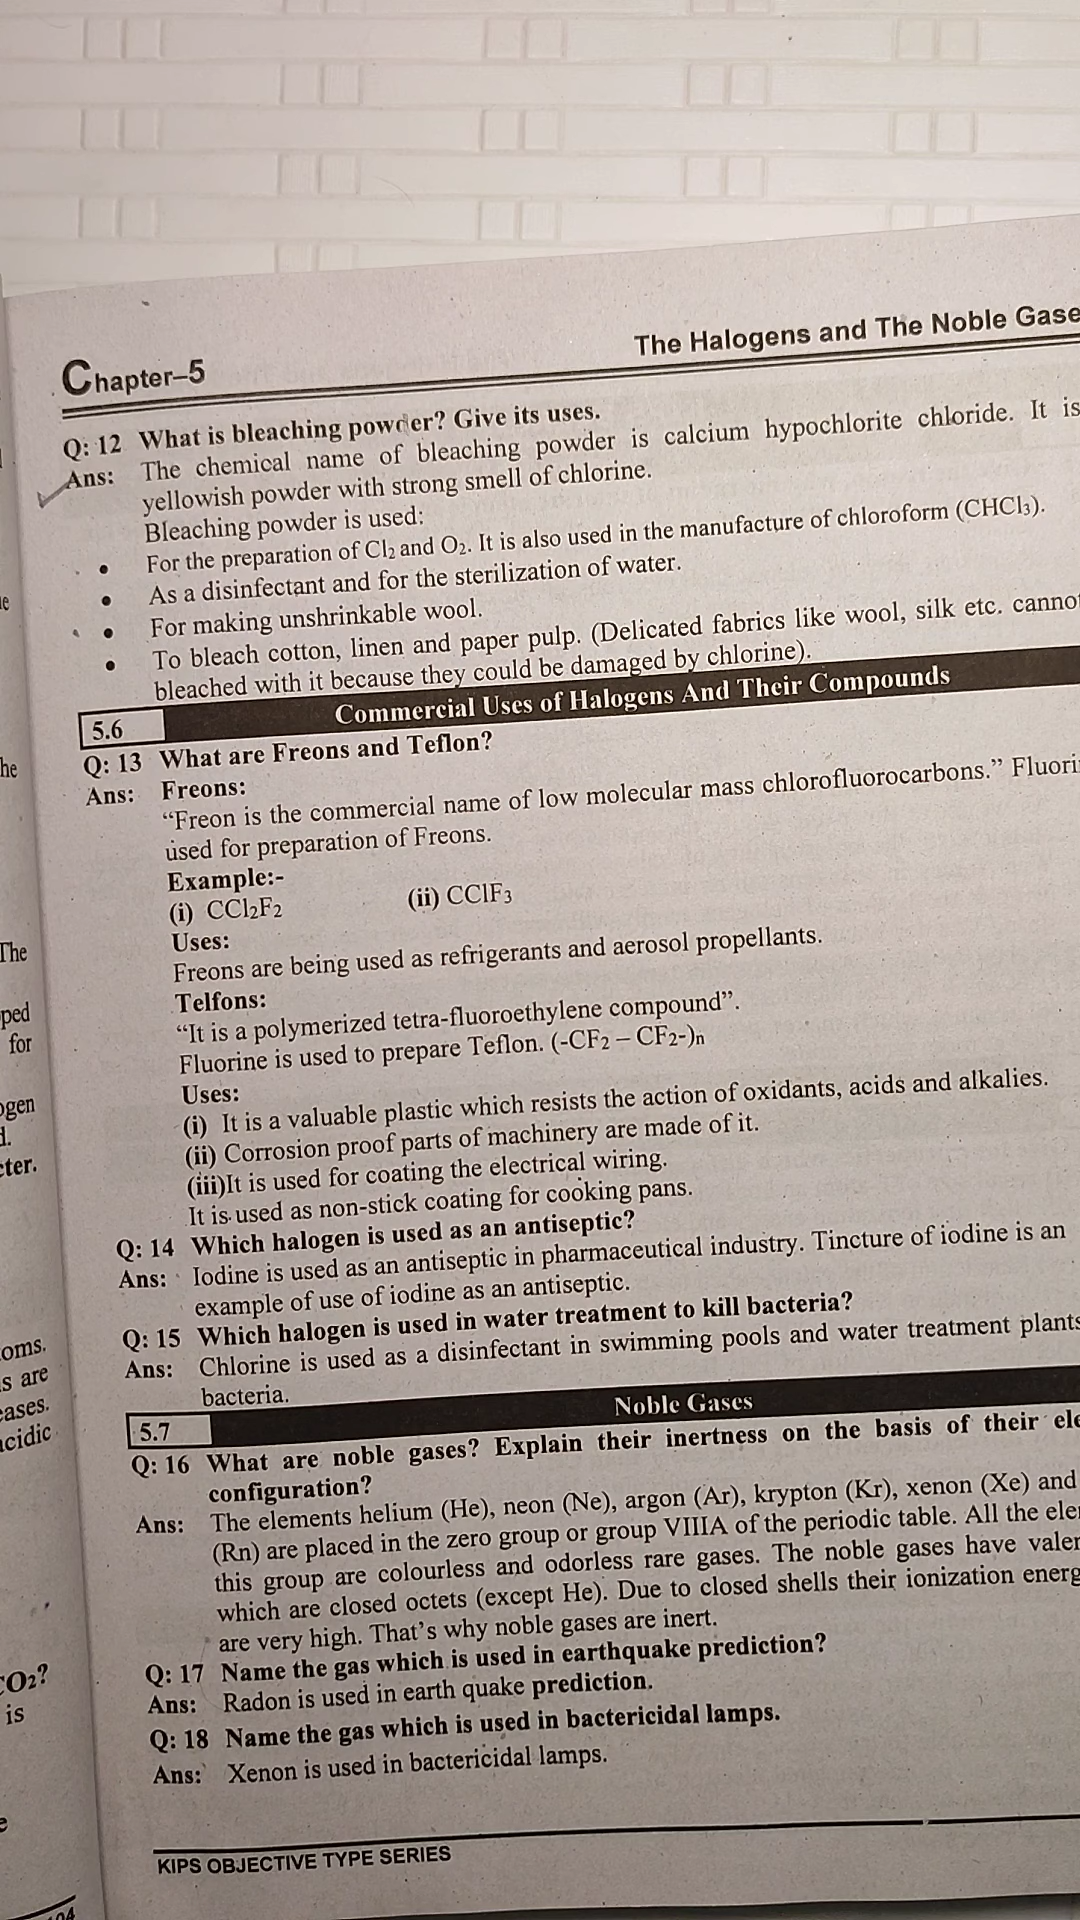 The Halogens and The Noble Gase
Chapter–5
Q: 12 What is bleaching powder? Give its uses.
Ans: The chemical name of bleaching powder is calcium hypochlorite chloride. It is
yellowish powder with strong smell of chlorine.
Bleaching powder is used:
• For the preparation of Cl₂ and O₂. It is also used in the manufacture of chloroform (CHCl₃).
• As a disinfectant and for the sterilization of water.
• For making unshrinkable wool.
• To bleach cotton, linen and paper pulp. (Delicated fabrics like wool, silk etc. canno
bleached with it because they could be damaged by chlorine).
5.6 Commercial Uses of Halogens And Their Compounds
Q: 13 What are Freons and Teflon?
Ans: Freons:
“Freon is the commercial name of low molecular mass chlorofluorocarbons.” Fluori
used for preparation of Freons.
Example:-
(i) CCl₂F₂ (ii) CClF₃
Uses:
Freons are being used as refrigerants and aerosol propellants.
Telfons:
“It is a polymerized tetra-fluoroethylene compound”.
Fluorine is used to prepare Teflon. (-CF₂ – CF₂-)n
Uses:
(i) It is a valuable plastic which resists the action of oxidants, acids and alkalies.
(ii) Corrosion proof parts of machinery are made of it.
(iii)It is used for coating the electrical wiring.
It is used as non-stick coating for cooking pans.
Q: 14 Which halogen is used as an antiseptic?
Ans: Iodine is used as an antiseptic in pharmaceutical industry. Tincture of iodine is an
example of use of iodine as an antiseptic.
Q: 15 Which halogen is used in water treatment to kill bacteria?
Ans: Chlorine is used as a disinfectant in swimming pools and water treatment plants
bacteria.
5.7 Noble Gases
Q: 16 What are noble gases? Explain their inertness on the basis of their ele
configuration?
Ans: The elements helium (He), neon (Ne), argon (Ar), krypton (Kr), xenon (Xe) and
(Rn) are placed in the zero group or group VIIIA of the periodic table. All the ele
this group are colourless and odorless rare gases. The noble gases have valen
which are closed octets (except He). Due to closed shells their ionization energ
are very high. That’s why noble gases are inert.
Q: 17 Name the gas which is used in earthquake prediction?
Ans: Radon is used in earth quake prediction.
Q: 18 Name the gas which is used in bactericidal lamps.
Ans: Xenon is used in bactericidal lamps.
KIPS OBJECTIVE TYPE SERIES
he
The
ped
for
ogen
d.
cter.
oms.
s are
eases.
acidic
CO₂?
is
e
04